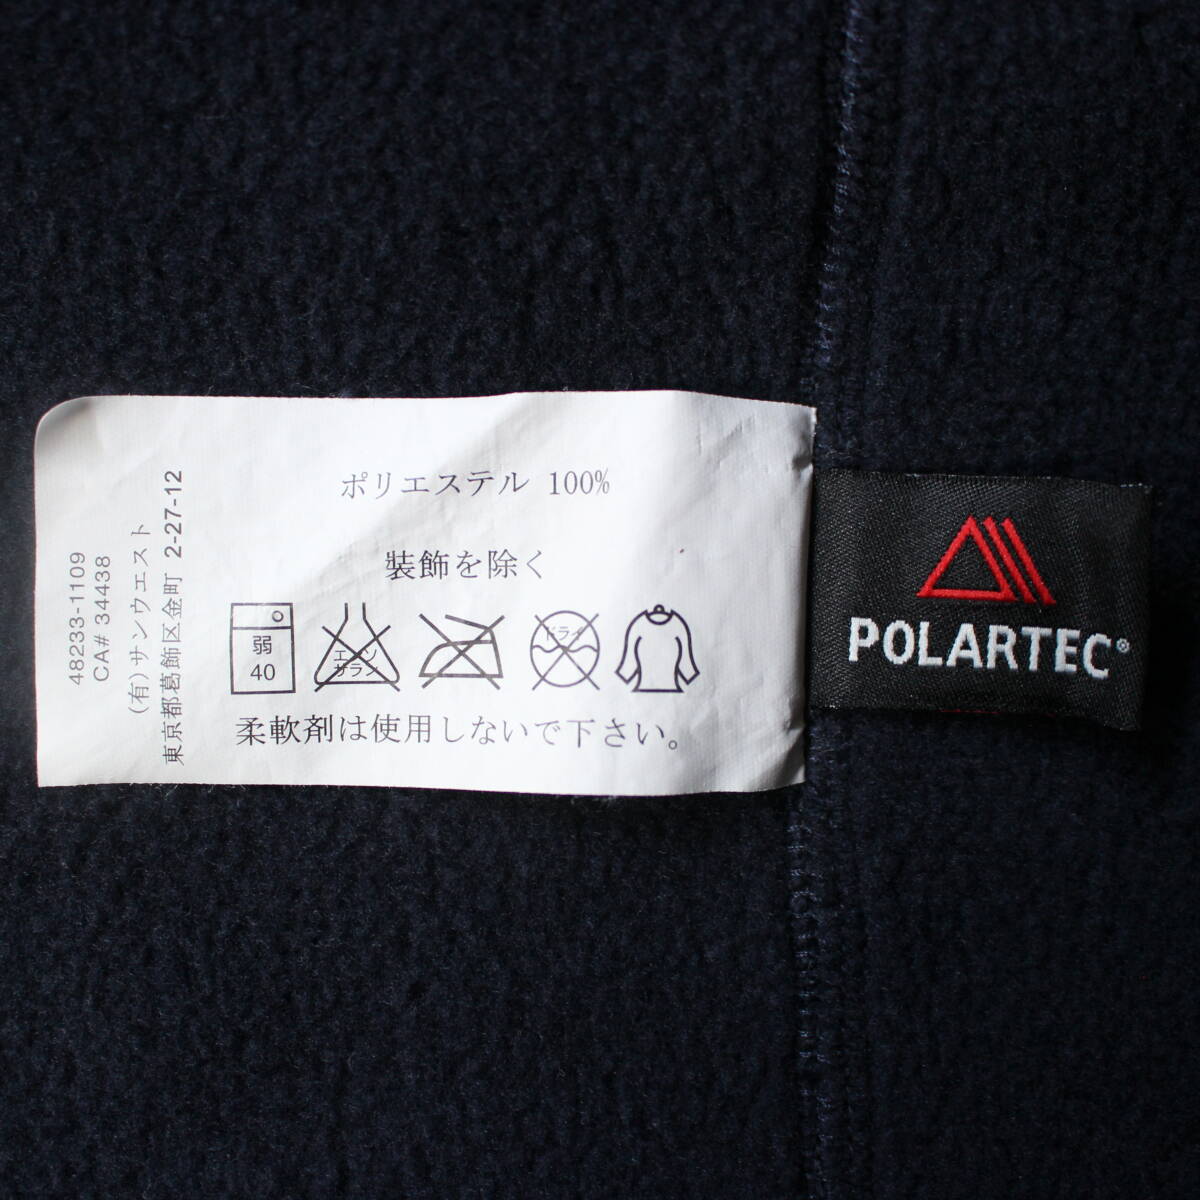 ポリエステル 100%
装飾を除く
弱
40
エンソ
サラシ
ドライ
柔軟剤は使用しないで下さい。
48233-1109
CA# 34438
(有)サンウエスト
東京都葛飾区金町 2-27-12
POLARTEC®